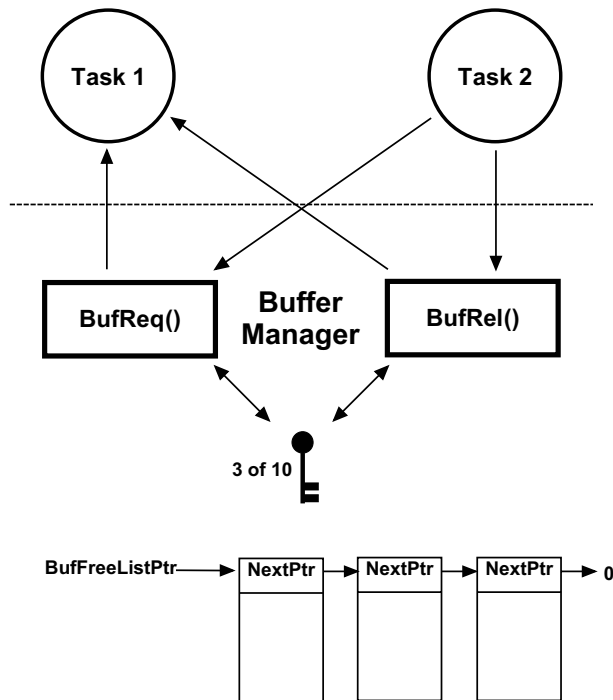 Task 1
Task 2
BufReq()
Buffer
Manager
BufRel()
3 of 10
BufFreeListPtr
NextPtr
NextPtr
NextPtr
0